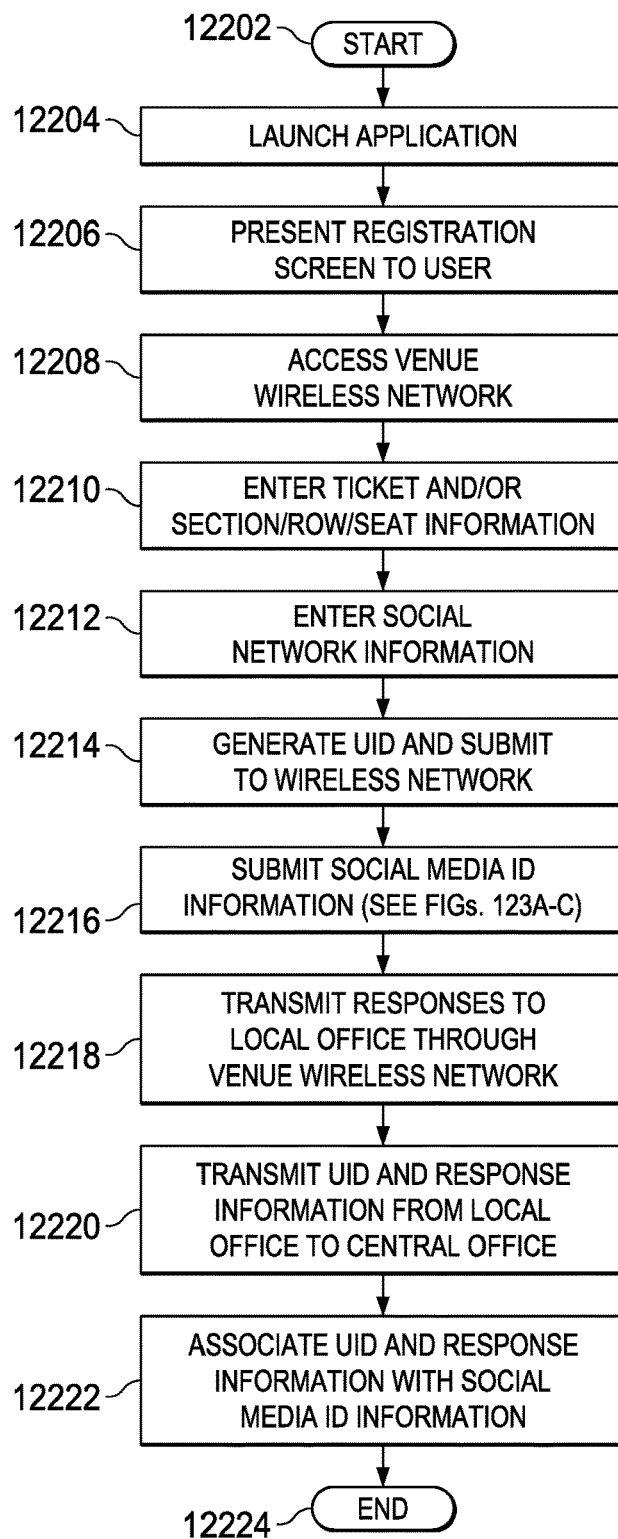 12202
START
12204
LAUNCH APPLICATION
12206
PRESENT REGISTRATION
SCREEN TO USER
12208
ACCESS VENUE
WIRELESS NETWORK
12210
ENTER TICKET AND/OR
SECTION/ROW/SEAT INFORMATION
12212
ENTER SOCIAL
NETWORK INFORMATION
12214
GENERATE UID AND SUBMIT
TO WIRELESS NETWORK
12216
SUBMIT SOCIAL MEDIA ID
INFORMATION (SEE FIGs. 123A-C)
12218
TRANSMIT RESPONSES TO
LOCAL OFFICE THROUGH
VENUE WIRELESS NETWORK
12220
TRANSMIT UID AND RESPONSE
INFORMATION FROM LOCAL
OFFICE TO CENTRAL OFFICE
12222
ASSOCIATE UID AND RESPONSE
INFORMATION WITH SOCIAL
MEDIA ID INFORMATION
12224
END